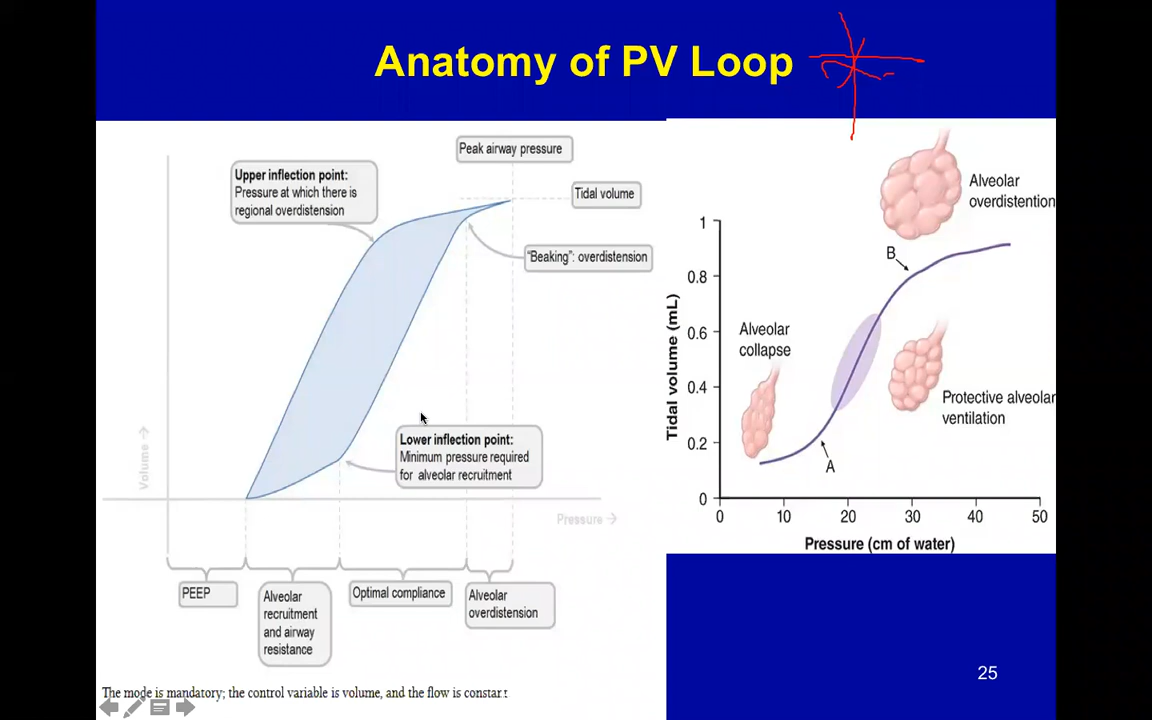 Anatomy of PV Loop
Peak airway pressure
Upper inflection point:
Pressure at which there is
regional overdistension
Tidal volume
"Beaking": overdistension
Lower inflection point:
Minimum pressure required
for alveolar recruitment
Volume →
Pressure →
PEEP
Alveolar
recruitment
and airway
resistance
Optimal compliance
Alveolar
overdistension
The mode is mandatory; the control variable is volume, and the flow is constant
Alveolar
overdistention
B
Alveolar
collapse
Protective alveolar
ventilation
A
Tidal volume (mL)
1
0.8
0.6
0.4
0.2
0
0 10 20 30 40 50
Pressure (cm of water)
25